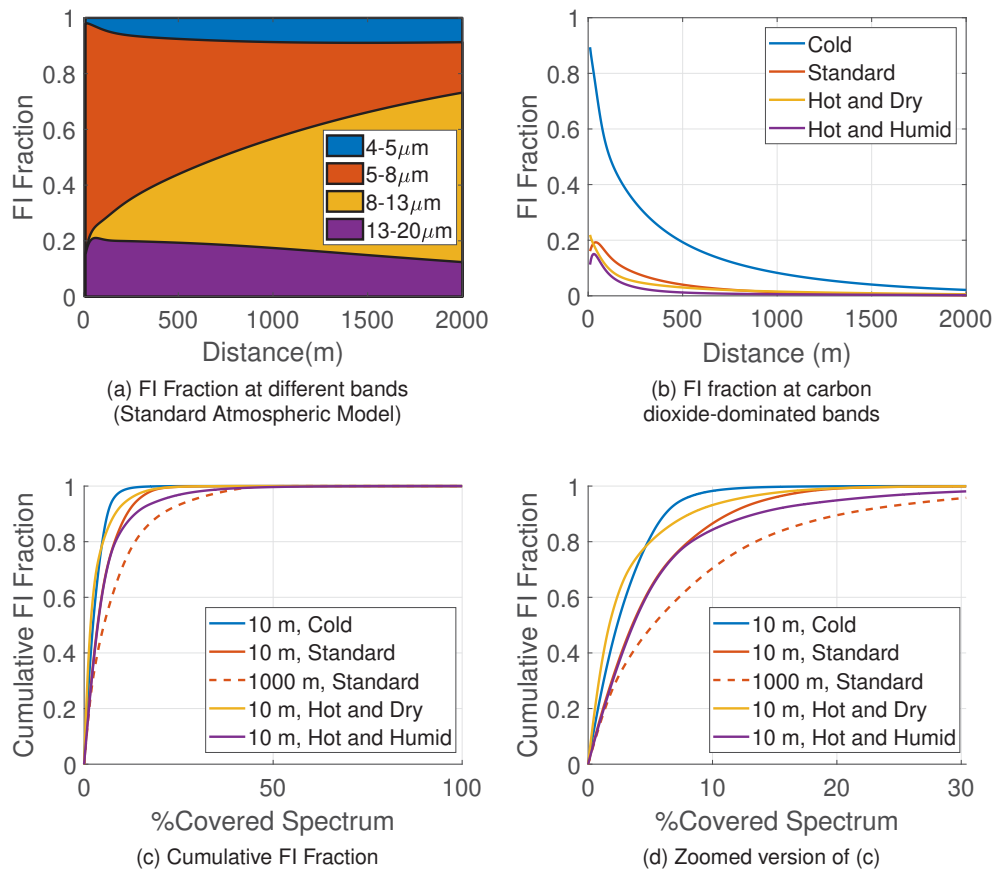 1
0.8
0.6
0.4
0.2
0
FI Fraction
4-5μm
5-8μm
8-13μm
13-20μm
0 500 1000 1500 2000
Distance(m)
(a) FI Fraction at different bands
(Standard Atmospheric Model)
1
0.8
0.6
0.4
0.2
0
FI Fraction
Cold
Standard
Hot and Dry
Hot and Humid
0 500 1000 1500 2000
Distance (m)
(b) FI fraction at carbon
dioxide-dominated bands
1
0.8
0.6
0.4
0.2
0
Cumulative FI Fraction
10 m, Cold
10 m, Standard
1000 m, Standard
10 m, Hot and Dry
10 m, Hot and Humid
0 50 100
%Covered Spectrum
(c) Cumulative FI Fraction
1
0.8
0.6
0.4
0.2
0
Cumulative FI Fraction
10 m, Cold
10 m, Standard
1000 m, Standard
10 m, Hot and Dry
10 m, Hot and Humid
0 10 20 30
%Covered Spectrum
(d) Zoomed version of (c)